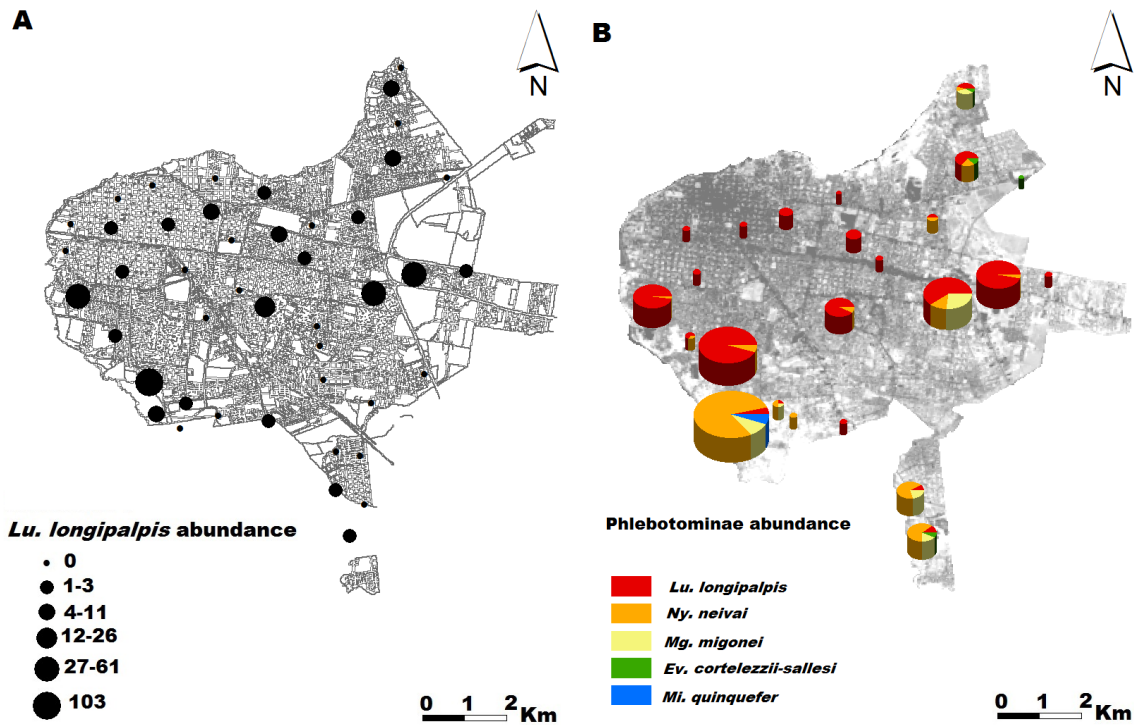 A
N
Lu. longipalpis abundance
0
1-3
4-11
12-26
27-61
103
0 1 2
Km
B
N
Phlebotominae abundance
Lu. longipalpis
Ny. neivai
Mg. migonei
Ev. cortelezzii-sallesi
Mi. quinquefer
0 1 2
Km